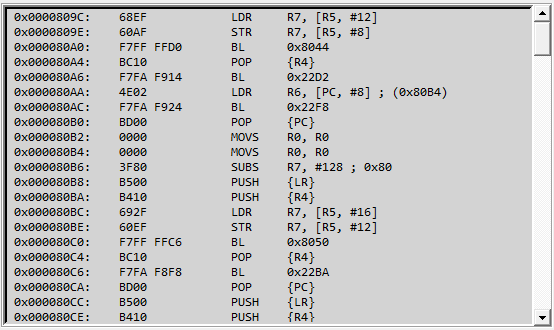 0x0000809C: 68EF LDR R7, [R5, #12]
0x0000809E: 60AF STR R7, [R5, #8]
0x000080A0: F7FF FFD0 BL 0x8044
0x000080A4: BC10 POP {R4}
0x000080A6: F7FA F914 BL 0x22D2
0x000080AA: 4E02 LDR R6, [PC, #8] ; (0x80B4)
0x000080AC: F7FA F924 BL 0x22F8
0x000080B0: BD00 POP {PC}
0x000080B2: 0000 MOVS R0, R0
0x000080B4: 0000 MOVS R0, R0
0x000080B6: 3F80 SUBS R7, #128 ; 0x80
0x000080B8: B500 PUSH {LR}
0x000080BA: B410 PUSH {R4}
0x000080BC: 692F LDR R7, [R5, #16]
0x000080BE: 60EF STR R7, [R5, #12]
0x000080C0: F7FF FFC6 BL 0x8050
0x000080C4: BC10 POP {R4}
0x000080C6: F7FA F8F8 BL 0x22BA
0x000080CA: BD00 POP {PC}
0x000080CC: B500 PUSH {LR}
0x000080CE: B410 PUSH {R4}